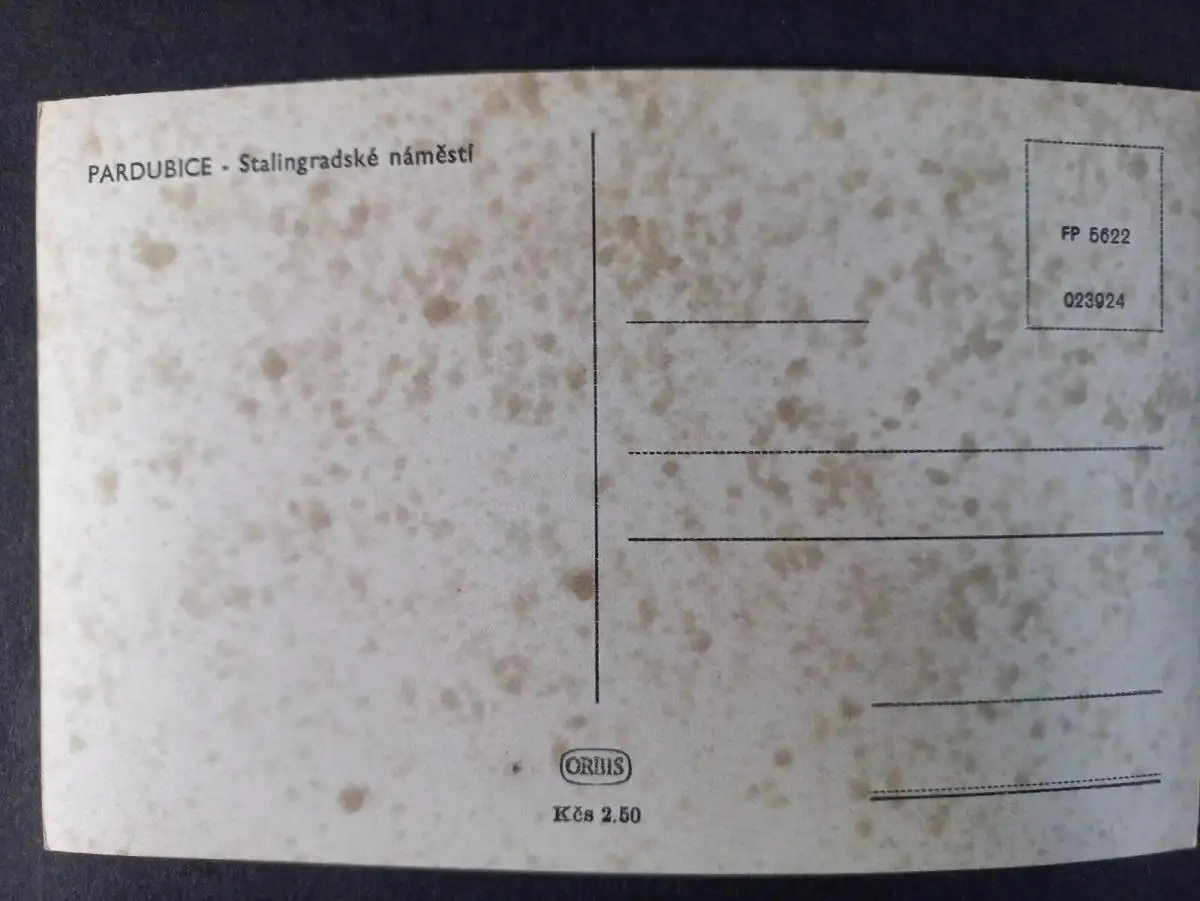 PARDUBICE - Stalingradské náměstí
FP 5622
023924
ORBIS
Kčs 2.50